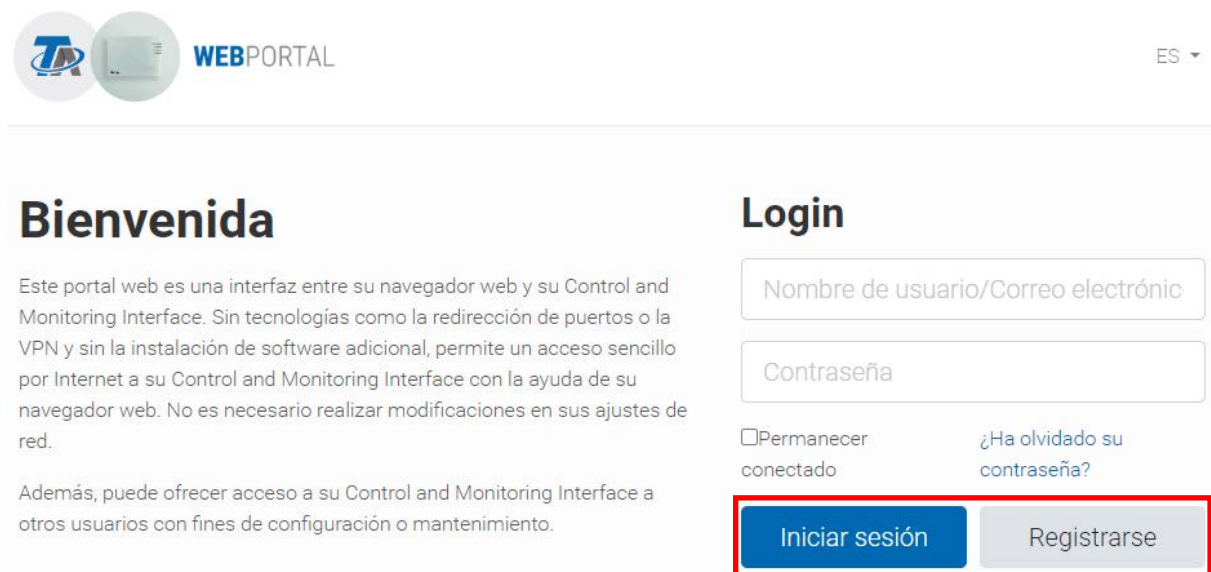 TA WEBPORTAL
ES
Bienvenida
Este portal web es una interfaz entre su navegador web y su Control and
Monitoring Interface. Sin tecnologías como la redirección de puertos o la
VPN y sin la instalación de software adicional, permite un acceso sencillo
por Internet a su Control and Monitoring Interface con la ayuda de su
navegador web. No es necesario realizar modificaciones en sus ajustes de
red.
Además, puede ofrecer acceso a su Control and Monitoring Interface a
otros usuarios con fines de configuración o mantenimiento.
Login
Nombre de usuario/Correo electrónic
Contraseña
Permanecer
conectado
¿Ha olvidado su
contraseña?
Iniciar sesión
Registrarse